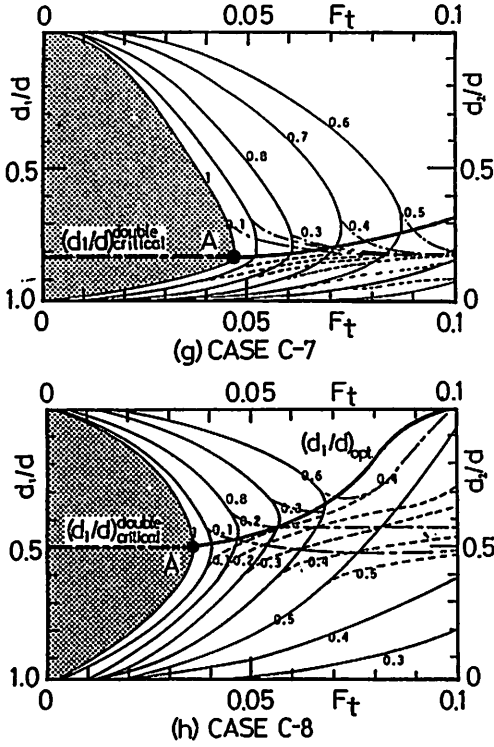 0 0.05 Ft 0.1
d₁/d
d₂/d
0.6
0.7
0.8
1
0.5 0.5
0.1 0.3 0.4 0.5
(d₁/d)double critical A
1.0 0
0 0.05 Ft 0.1
(g) CASE C-7
0 0.05 Ft 0.1
d₁/d
d₂/d
(d₁/d)opt.
0.6 0.4
0.8 0.3
1 0.1 0.2
(d₁/d)double critical
0.5 A 0.1 0.2 0.3 0.4 0.5
0.5
0.5
0.4
0.3
1.0 0
0 0.05 Ft 0.1
(h) CASE C-8